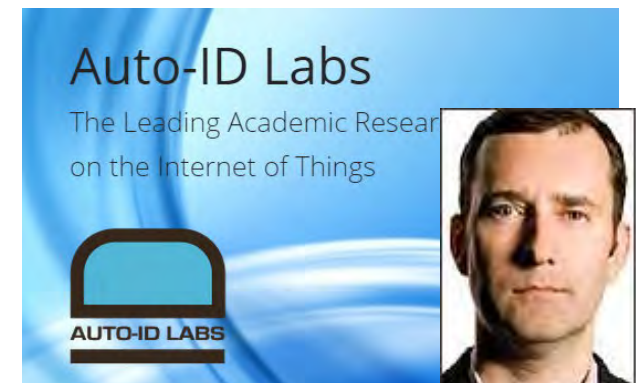 Auto-ID Labs
The Leading Academic Resear
on the Internet of Things
AUTO-ID LABS